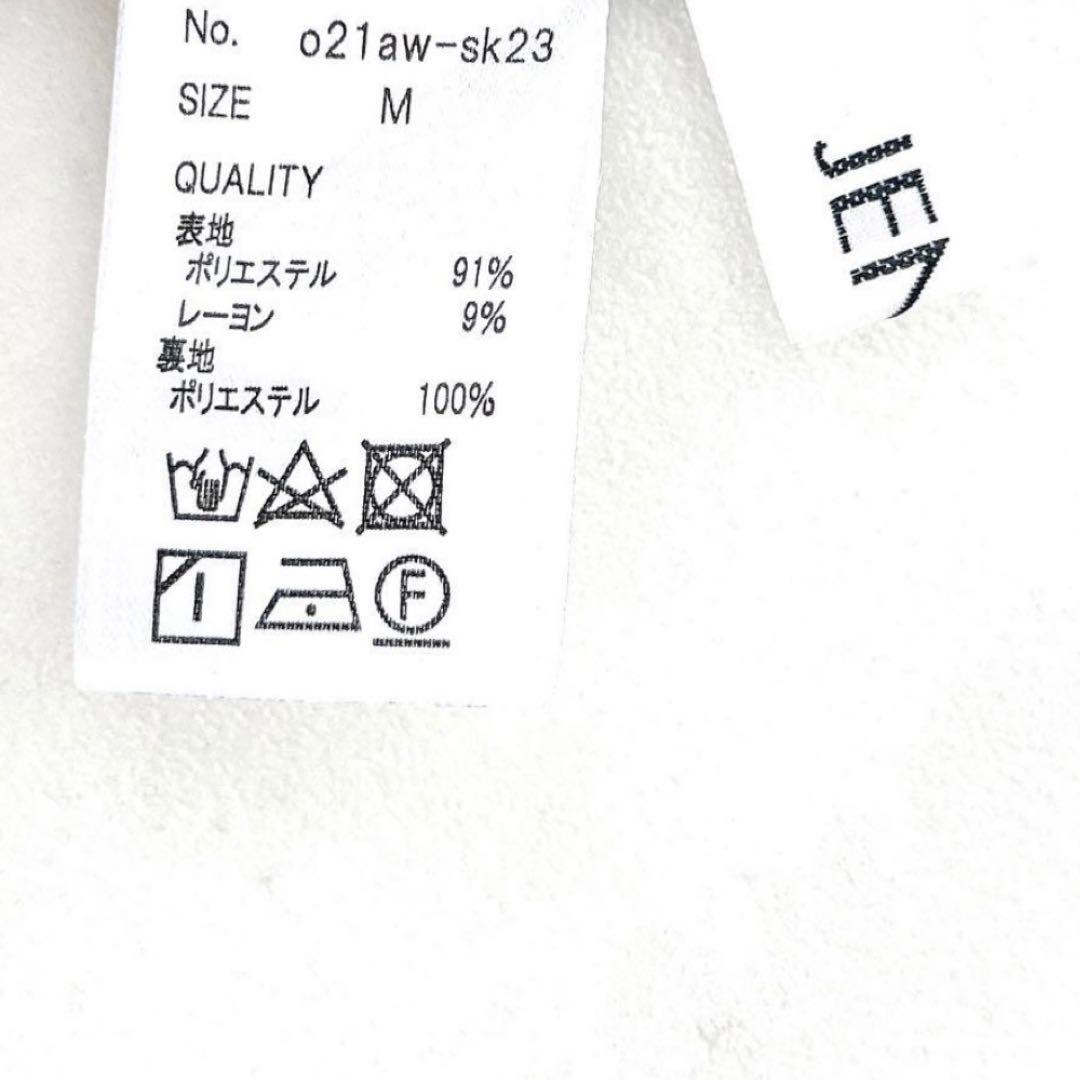 No. o21aw-sk23
SIZE M
QUALITY
表地
ポリエステル 91%
レーヨン 9%
裏地
ポリエステル 100%
F